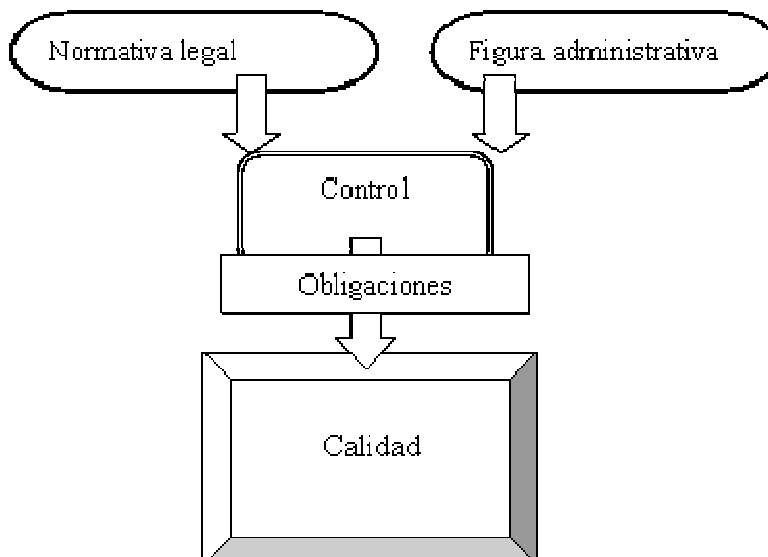 Normativa legal
Figura administrativa
Control
Obligaciones
Calidad